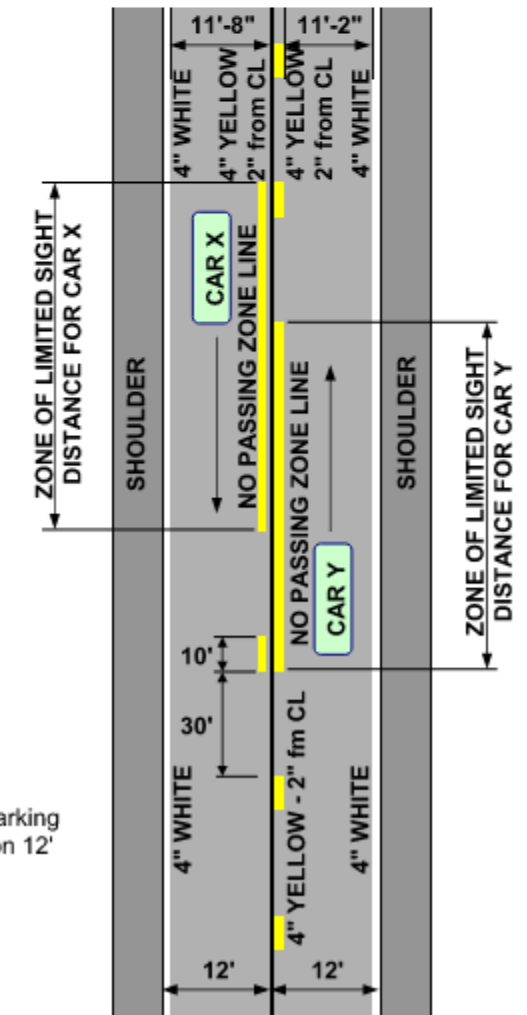 11'-8"
11'-2"
4" WHITE
4" YELLOW
2" from CL
4" YELLOW
2" from CL
4" WHITE
ZONE OF LIMITED SIGHT
DISTANCE FOR CAR X
SHOULDER
CAR X
NO PASSING ZONE LINE
NO PASSING ZONE LINE
CAR Y
SHOULDER
ZONE OF LIMITED SIGHT
DISTANCE FOR CAR Y
10'
30'
4" WHITE
4" YELLOW - 2" fm CL
4" WHITE
arking
on 12'
12'
12'